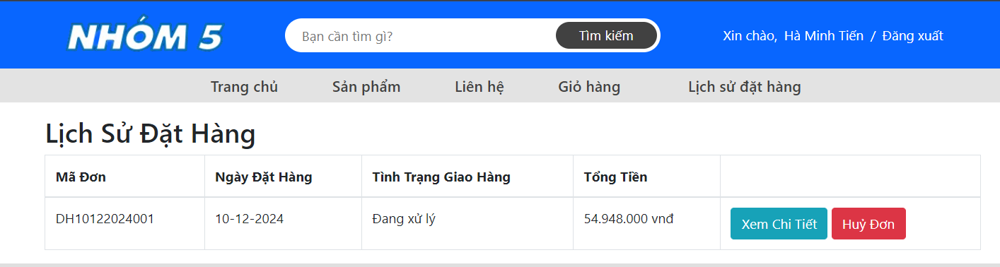 NHÓM 5
Bạn cần tìm gì?
Tìm kiếm
Xin chào, Hà Minh Tiến / Đăng xuất
Trang chủ Sản phẩm Liên hệ Giỏ hàng Lịch sử đặt hàng
Lịch Sử Đặt Hàng
Mã Đơn Ngày Đặt Hàng Tình Trạng Giao Hàng Tổng Tiền
DH10122024001 10-12-2024 Đang xử lý 54.948.000 vnđ Xem Chi Tiết Huỷ Đơn